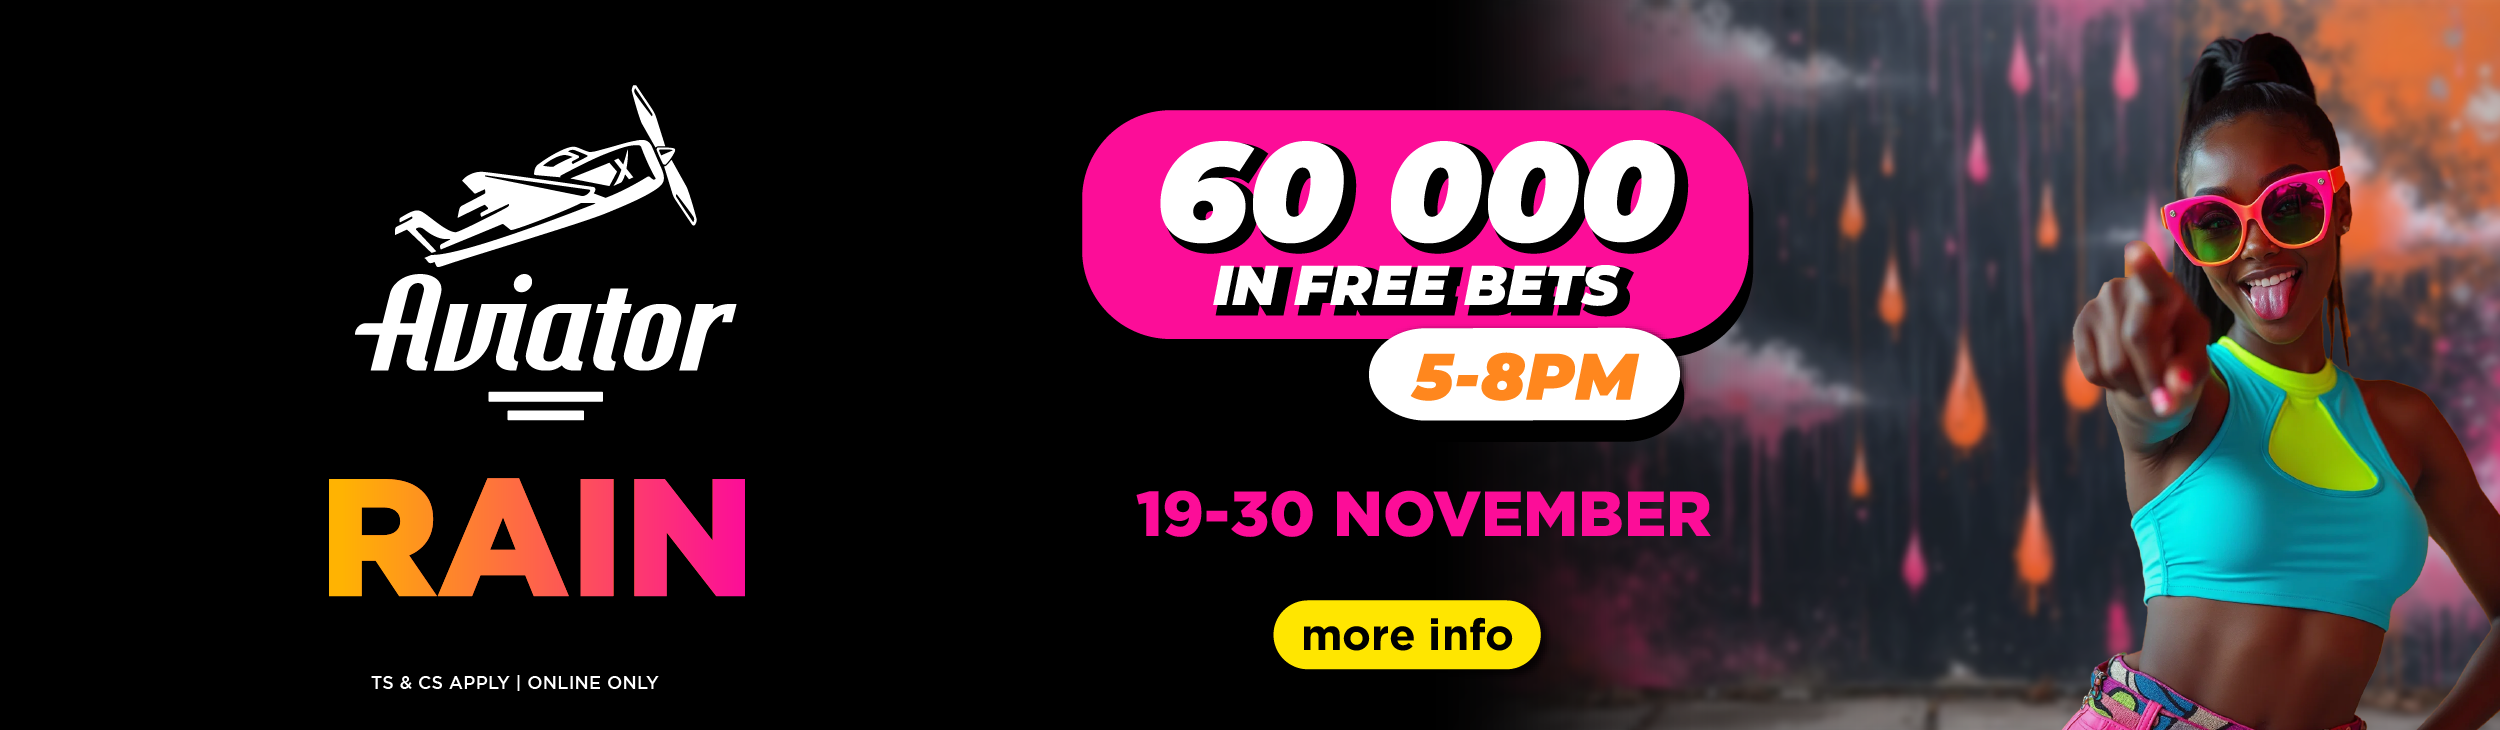 Aviator
RAIN
TS & CS APPLY | ONLINE ONLY
60 000
IN FREE BETS
5-8PM
19-30 NOVEMBER
more info